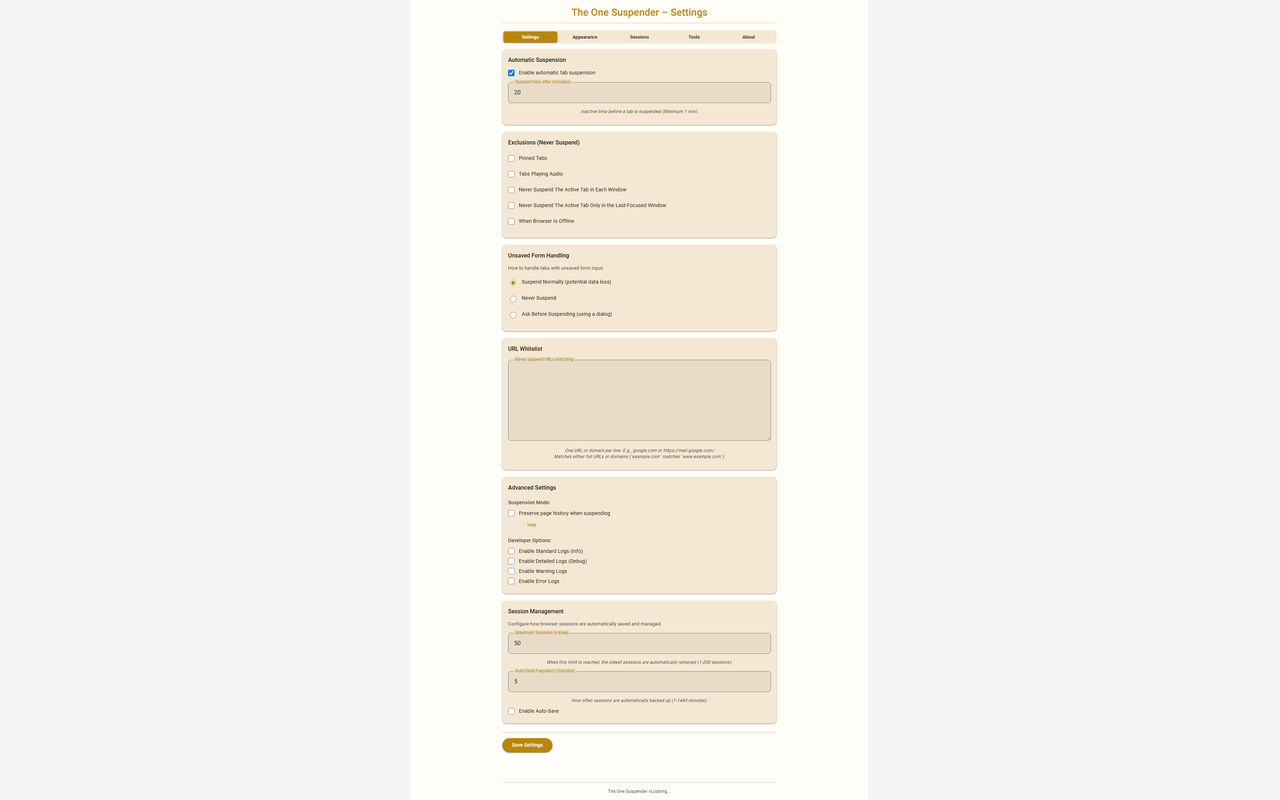 The One Suspender – Settings
Settings
Appearance
Sessions
Tools
About
Automatic Suspension
Enable automatic tab suspension
Suspend tabs after (minutes)
20
Inactive time before a tab is suspended (Minimum 1 min).
Exclusions (Never Suspend)
Pinned Tabs
Tabs Playing Audio
Never Suspend The Active Tab in Each Window
Never Suspend The Active Tab Only in the Last-Focused Window
When Browser is Offline
Unsaved Form Handling
How to handle tabs with unsaved form input:
Suspend Normally (potential data loss)
Never Suspend
Ask Before Suspending (using a dialog)
URL Whitelist
Never suspend URLs matching:
One URL or domain per line. E.g., google.com or https://mail.google.com/
Matches either full URLs or domains ('example.com' matches 'www.example.com').
Advanced Settings
Suspension Mode:
Preserve page history when suspending
Help
Developer Options:
Enable Standard Logs (Info)
Enable Detailed Logs (Debug)
Enable Warning Logs
Enable Error Logs
Session Management
Configure how browser sessions are automatically saved and managed.
Maximum Sessions to Keep
50
When this limit is reached, the oldest sessions are automatically removed (1-200 sessions).
Auto-Save Frequency (minutes)
5
How often sessions are automatically backed up (1-1440 minutes).
Enable Auto-Save
Save Settings
The One Suspender vLoading...